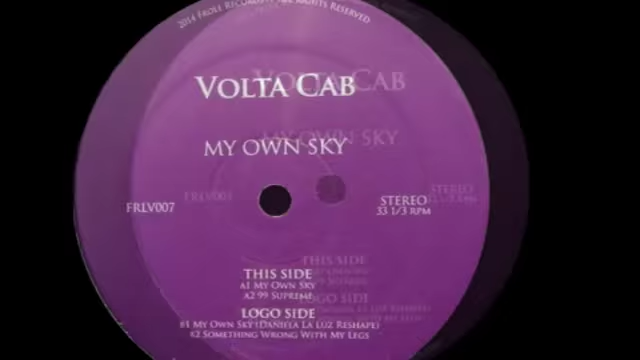 2014 FROLE RECORDS. ALL RIGHTS RESERVED
VOLTA CAB
MY OWN SKY
FRLV007
STEREO
33 1/3 RPM
THIS SIDE
A1 MY OWN SKY
A2 99 SUPREME
LOGO SIDE
B1 MY OWN SKY (DANIELA LA LUZ RESHAPE)
B2 SOMETHING WRONG WITH MY LEGS